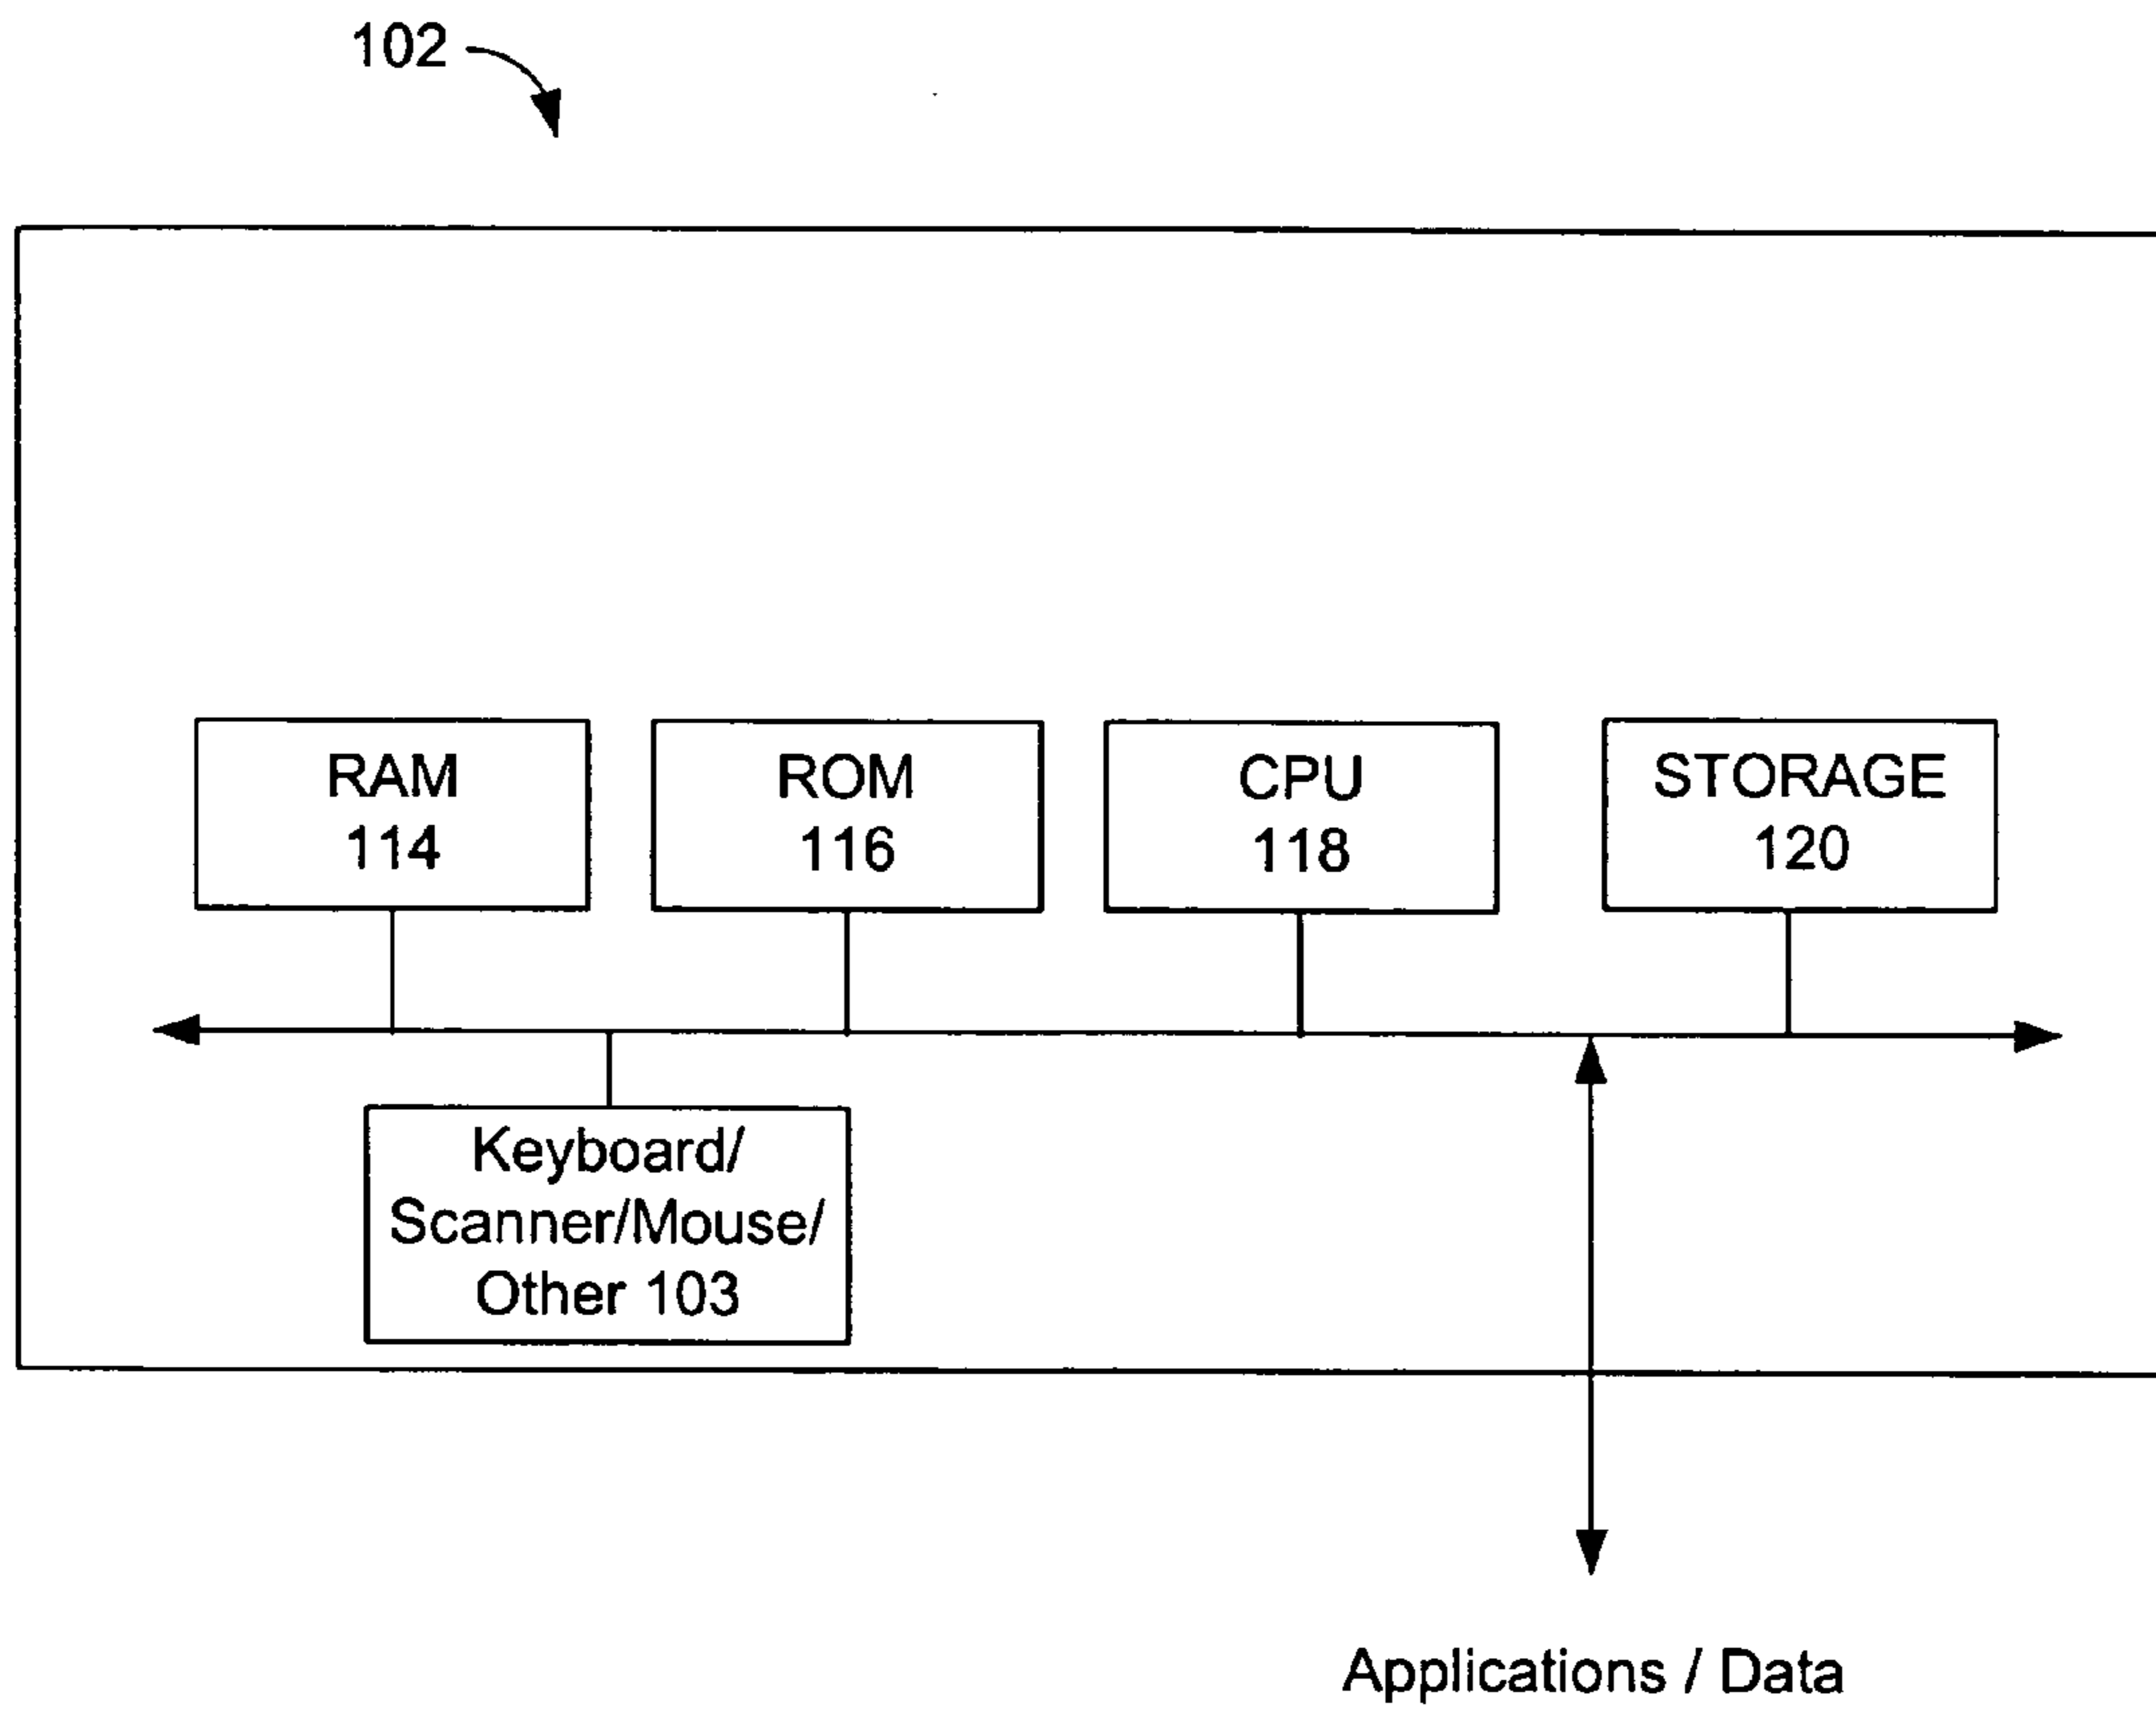 102
RAM
114
ROM
116
CPU
118
STORAGE
120
Keyboard/
Scanner/Mouse/
Other 103
Applications / Data